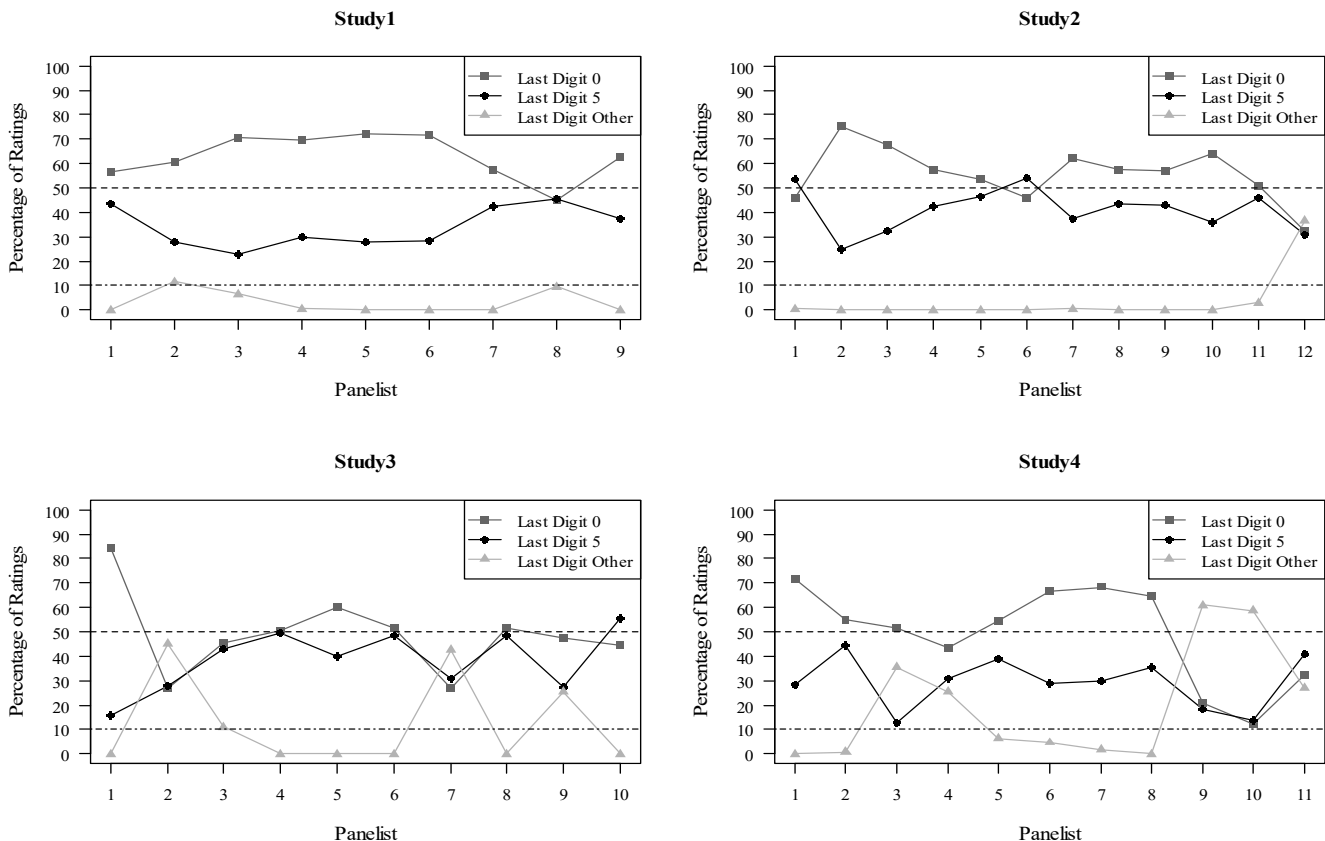 Study1
Percentage of Ratings
100
90
80
70
60
50
40
30
20
10
0
Last Digit 0
Last Digit 5
Last Digit Other
1 2 3 4 5 6 7 8 9
Panelist
Study2
Percentage of Ratings
100
90
80
70
60
50
40
30
20
10
0
Last Digit 0
Last Digit 5
Last Digit Other
1 2 3 4 5 6 7 8 9 10 11 12
Panelist
Study3
Percentage of Ratings
100
90
80
70
60
50
40
30
20
10
0
Last Digit 0
Last Digit 5
Last Digit Other
1 2 3 4 5 6 7 8 9 10
Panelist
Study4
Percentage of Ratings
100
90
80
70
60
50
40
30
20
10
0
Last Digit 0
Last Digit 5
Last Digit Other
1 2 3 4 5 6 7 8 9 10 11
Panelist